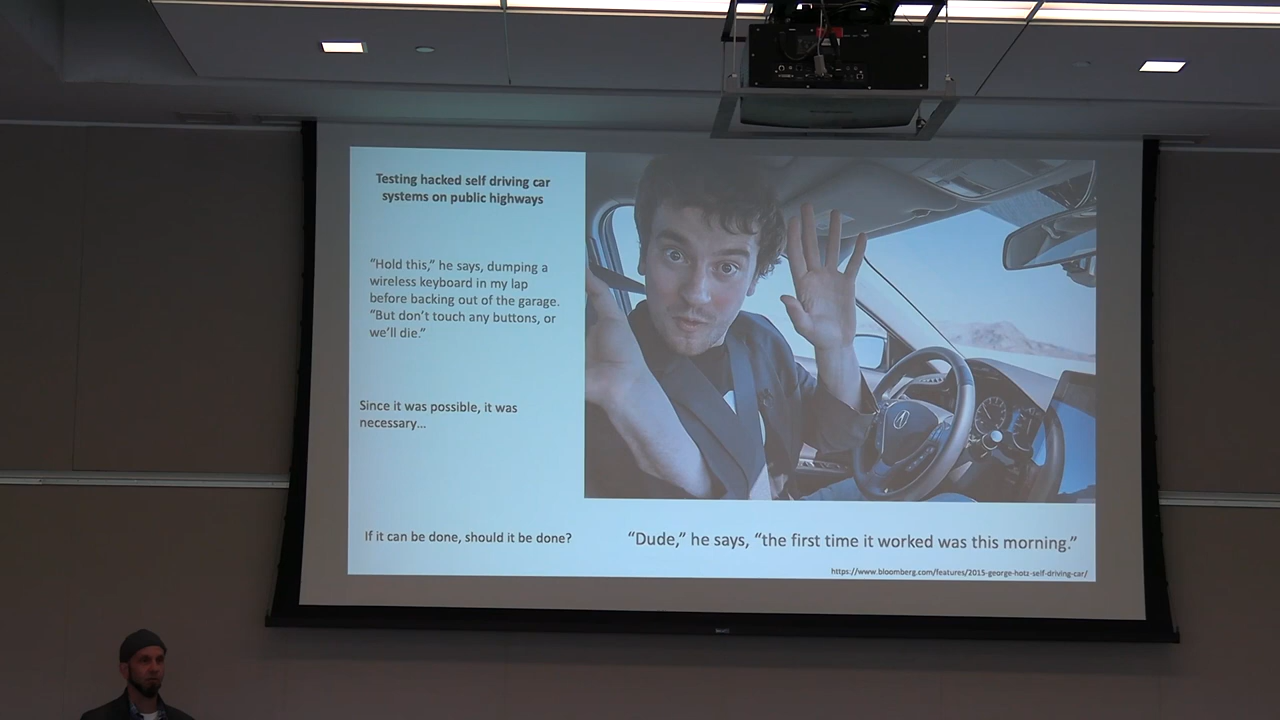 Testing hacked self driving car
systems on public highways
“Hold this,” he says, dumping a
wireless keyboard in my lap
before backing out of the garage.
“But don’t touch any buttons, or
we’ll die.”
Since it was possible, it was
necessary...
If it can be done, should it be done?
“Dude,” he says, “the first time it worked was this morning.”
https://www.bloomberg.com/features/2015-george-hotz-self-driving-car/